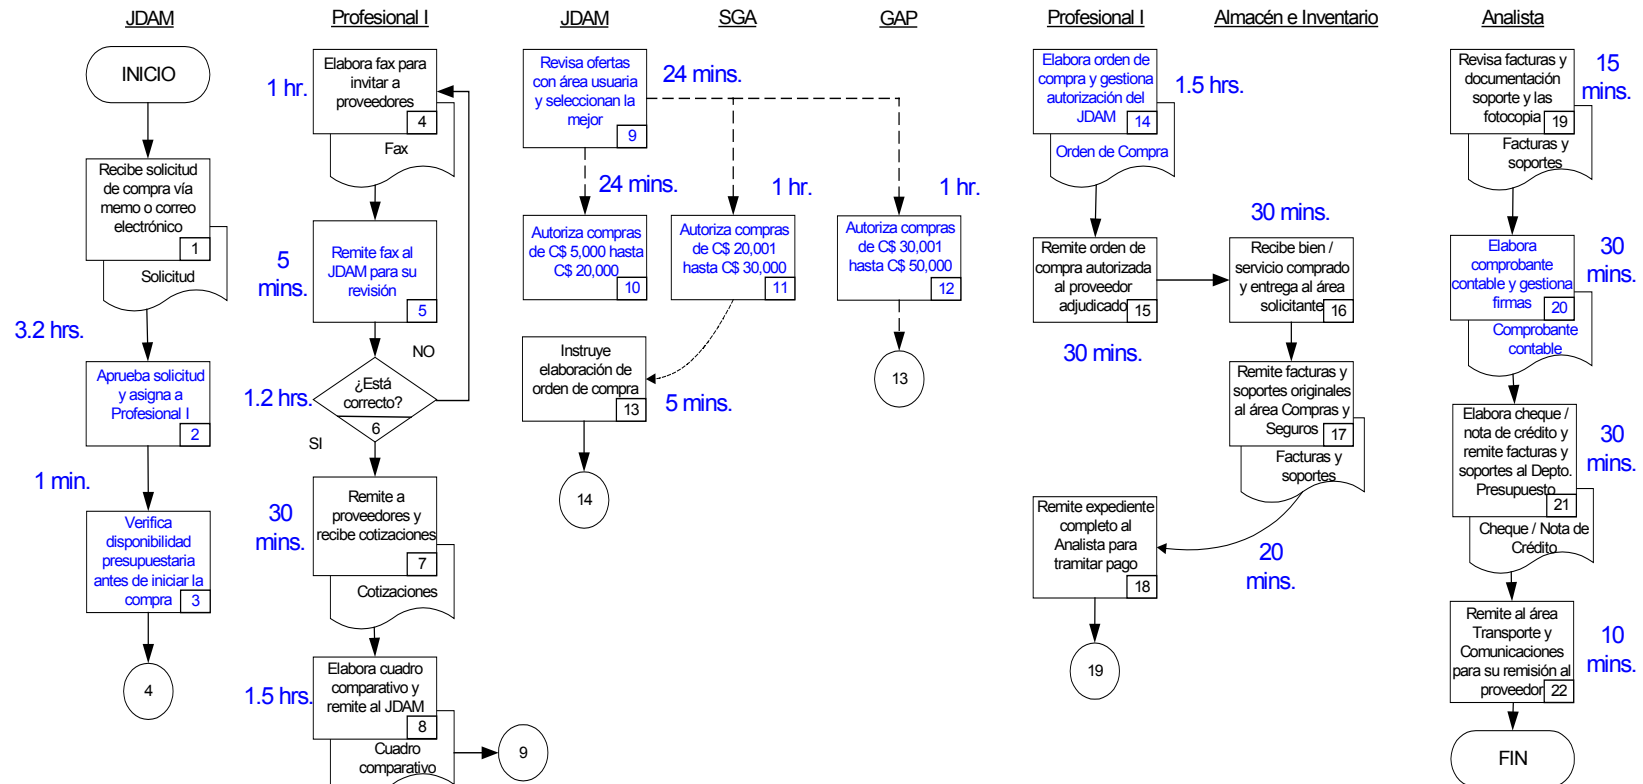 JDAM
INICIO
Recibe solicitud
de compra vía
memo o correo
electrónico
1
Solicitud
3.2 hrs.
Aprueba solicitud
y asigna a
Profesional I
2
1 min.
Verifica
disponibilidad
presupuestaria
antes de iniciar la
compra
3
4
Profesional I
1 hr.
Elabora fax para
invitar a
proveedores
4
Fax
5
mins.
Remite fax al
JDAM para su
revisión
5
NO
1.2 hrs.
¿Está
correcto?
6
SI
30
mins.
Remite a
proveedores y
recibe cotizaciones
7
Cotizaciones
1.5 hrs.
Elabora cuadro
comparativo y
remite al JDAM
8
Cuadro
comparativo
9
JDAM
Revisa ofertas
con área usuaria
y seleccionan la
mejor
9
24 mins.
24 mins.
Autoriza compras
de C$ 5,000 hasta
C$ 20,000
10
Instruye
elaboración de
orden de compra
13
5 mins.
14
SGA
1 hr.
Autoriza compras
de C$ 20,001
hasta C$ 30,000
11
GAP
1 hr.
Autoriza compras
de C$ 30,001
hasta C$ 50,000
12
13
Profesional I
Elabora orden de
compra y gestiona
autorización del
JDAM
14
1.5 hrs.
Orden de Compra
Remite orden de
compra autorizada
al proveedor
adjudicado
15
30 mins.
Remite expediente
completo al
Analista para
tramitar pago
18
19
Almacén e Inventario
30 mins.
Recibe bien /
servicio comprado
y entrega al área
solicitante
16
Remite facturas y
soportes originales
al área Compras y
Seguros
17
Facturas y
soportes
20
mins.
Analista
Revisa facturas y
documentación
soporte y las
fotocopia
19
15
mins.
Facturas y
soportes
Elabora
comprobante
contable y gestiona
firmas
20
30
mins.
Comprobante
contable
Elabora cheque /
nota de crédito y
remite facturas y
soportes al Depto.
Presupuesto
21
30
mins.
Cheque / Nota de
Crédito
Remite al área
Transporte y
Comunicaciones
para su remisión al
proveedor
22
10
mins.
FIN